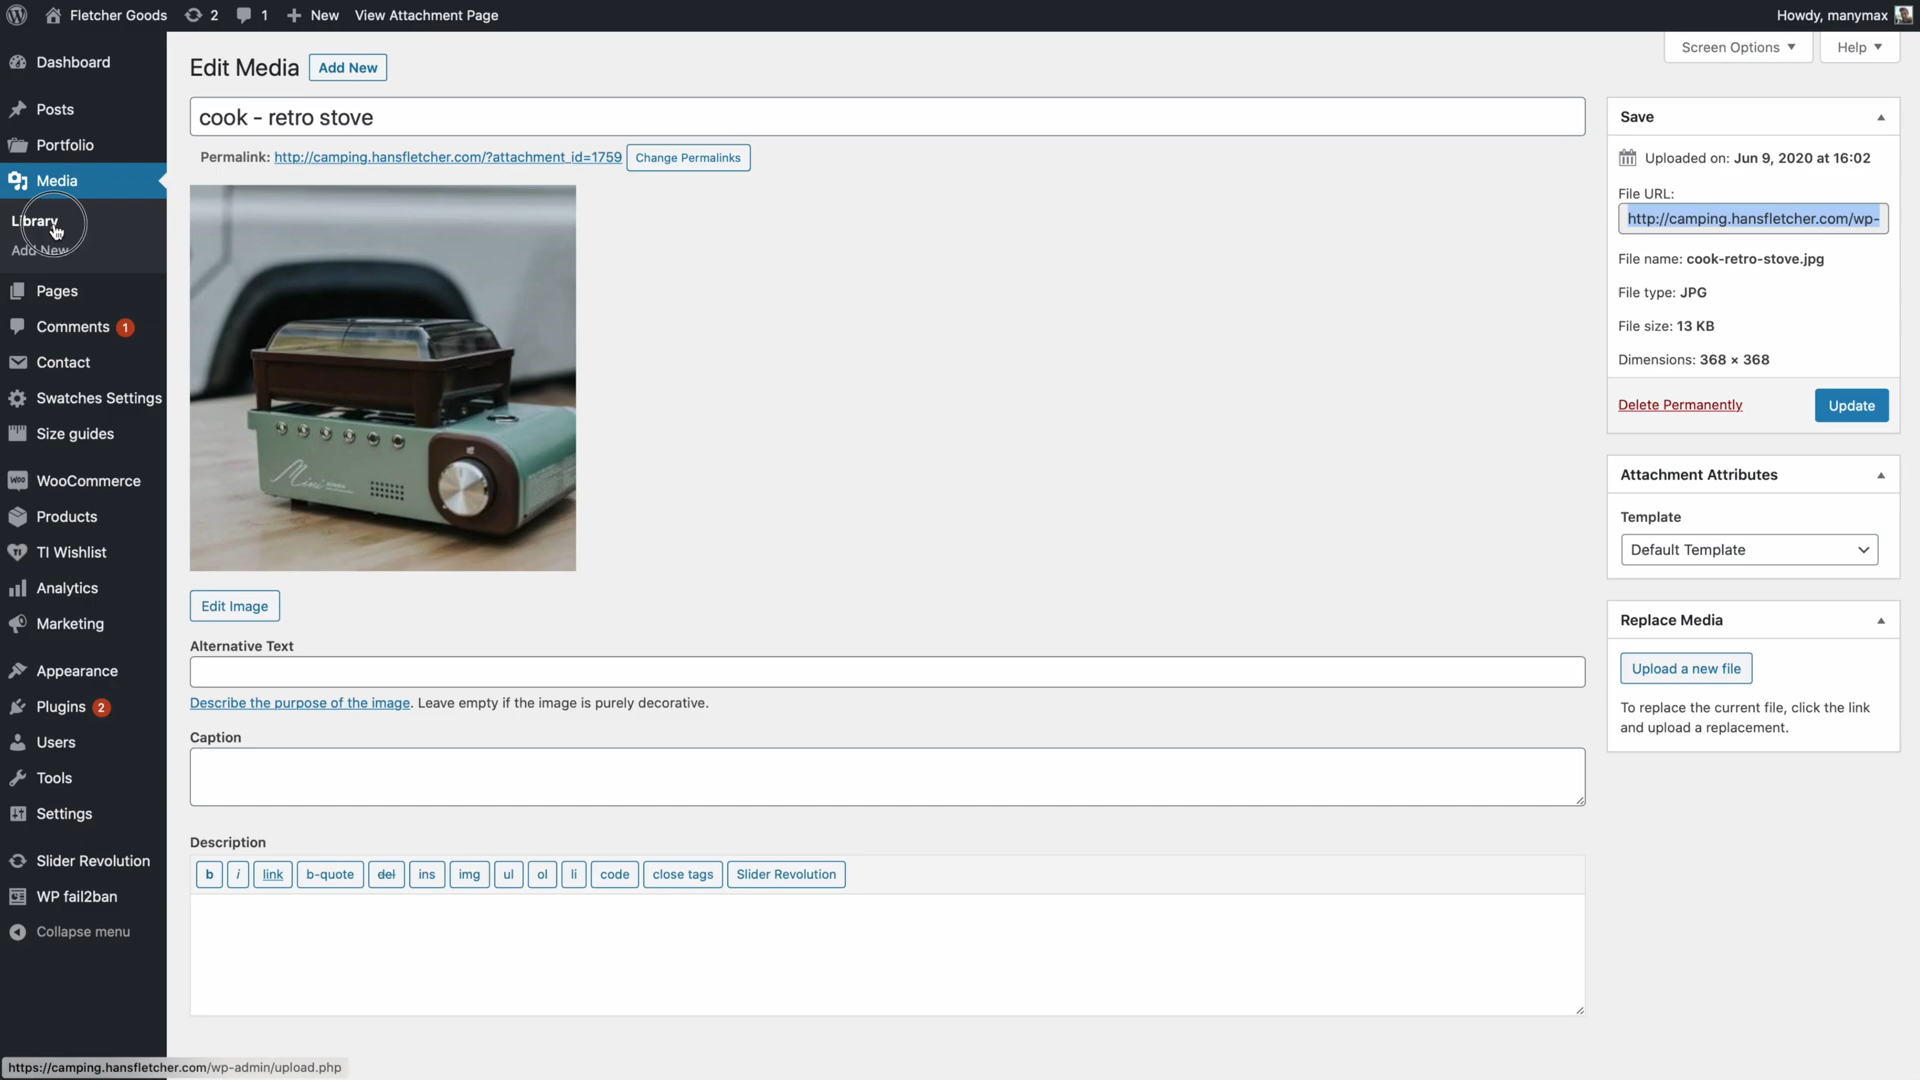 Fletcher Goods 2 1 New View Attachment Page Howdy, manymax
Screen Options Help
Dashboard
Posts
Portfolio
Media
Library
Add New
Pages
Comments 1
Contact
Swatches Settings
Size guides
WooCommerce
Products
TI Wishlist
Analytics
Marketing
Appearance
Plugins 2
Users
Tools
Settings
Slider Revolution
WP fail2ban
Collapse menu
Edit Media Add New
cook - retro stove
Permalink: http://camping.hansfletcher.com/?attachment_id=1759 Change Permalinks
Mini
Edit Image
Alternative Text
Describe the purpose of the image. Leave empty if the image is purely decorative.
Caption
Description
b i link b-quote del ins img ul ol li code close tags Slider Revolution
Save
Uploaded on: Jun 9, 2020 at 16:02
File URL:
http://camping.hansfletcher.com/wp-
File name: cook-retro-stove.jpg
File type: JPG
File size: 13 KB
Dimensions: 368 × 368
Delete Permanently Update
Attachment Attributes
Template
Default Template
Replace Media
Upload a new file
To replace the current file, click the link
and upload a replacement.
https://camping.hansfletcher.com/wp-admin/upload.php